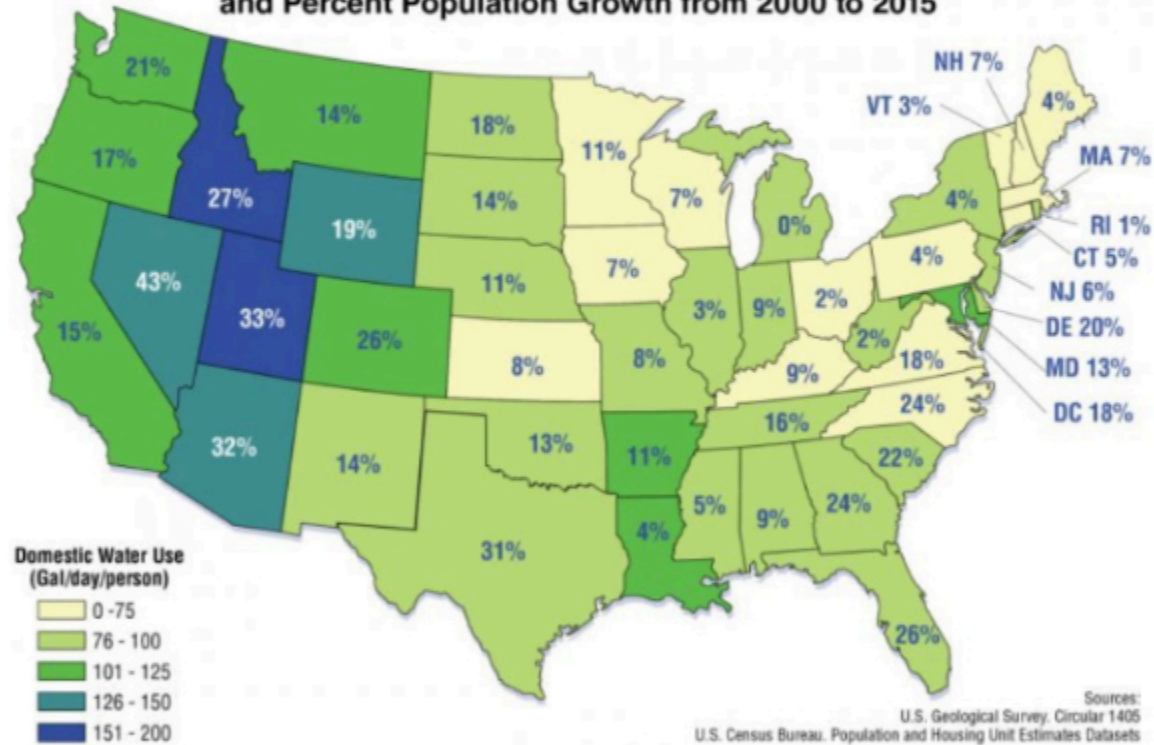 and Percent Population Growth from 2000 to 2015
21%
14%
18%
11%
NH 7%
VT 3%
4%
17%
27%
19%
14%
7%
0%
4%
MA 7%
RI 1%
CT 5%
43%
33%
26%
11%
7%
3%
9%
2%
4%
NJ 6%
DE 20%
MD 13%
DC 18%
15%
8%
8%
9%
2%
18%
24%
32%
14%
13%
11%
16%
22%
31%
4%
5%
9%
24%
26%
Domestic Water Use
(Gal/day/person)
0 -75
76 - 100
101 - 125
126 - 150
151 - 200
Sources:
U.S. Geological Survey. Circular 1405
U.S. Census Bureau. Population and Housing Unit Estimates Datasets